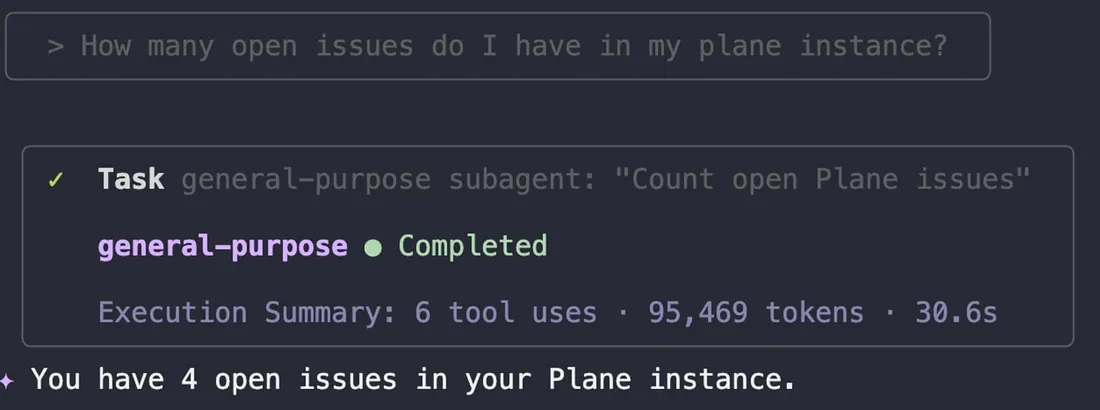 > How many open issues do I have in my plane instance?
✓ Task general-purpose subagent: "Count open Plane issues"
general-purpose ● Completed
Execution Summary: 6 tool uses · 95,469 tokens · 30.6s
✦ You have 4 open issues in your Plane instance.